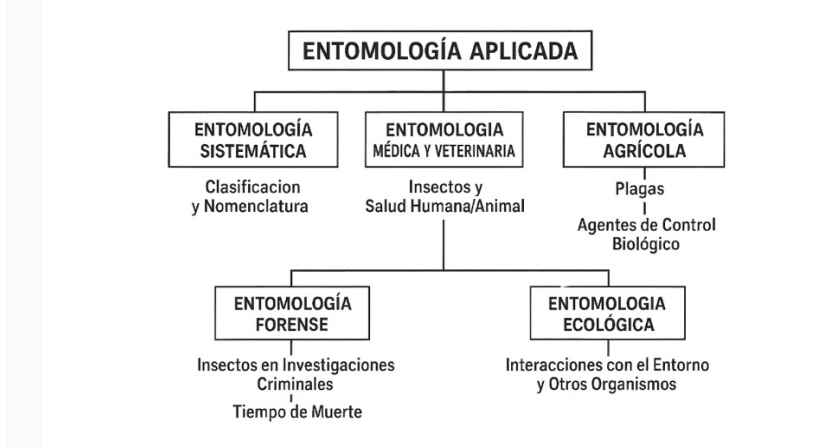 ENTOMOLOGÍA APLICADA
ENTOMOLOGÍA
SISTEMÁTICA
Clasificacion
y Nomenclatura
ENTOMOLOGIA
MÉDICA Y VETERINARIA
Insectos y
Salud Humana/Animal
ENTOMOLOGÍA
AGRÍCOLA
Plagas
Agentes de Control
Biológico
ENTOMOLOGÍA
FORENSE
Insectos en Investigaciones
Criminales
Tiempo de Muerte
ENTOMOLOGIA
ECOLÓGICA
Interacciones con el Entorno
y Otros Organismos